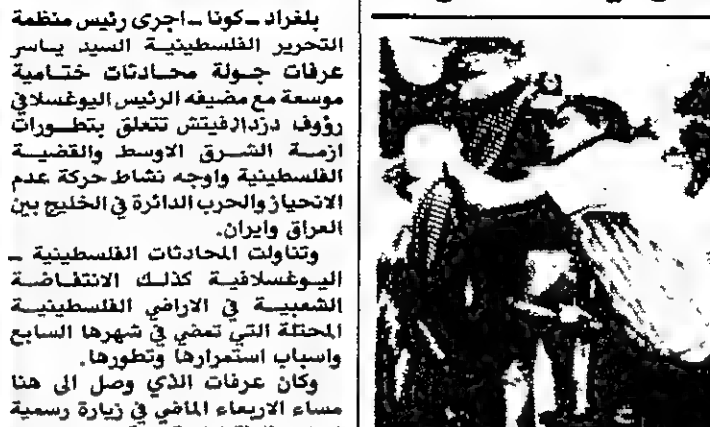 بلغراد ـ كونا ـ اجرى رئيس منظمة
التحرير الفلسطينية السيد ياسر
عرفات جولة محادثات ختامية
موسعة مع مضيفه الرئيس اليوغسلافي
رؤوف دزدارفيتش تتعلق بتطورات
ازمة الشرق الاوسط والقضية
الفلسطينية واوجه نشاط حركة عدم
الانحياز والحرب الدائرة في الخليج بين
العراق وايران.
وتناولت المحادثات الفلسطينية ـ
اليوغسلافية كذلك الانتفاضة
الشعبية في الاراضي الفلسطينية
المحتلة التي تمضي في شهرها السابع
واسباب استمرارها وتطورها.
وكان عرفات الذي وصل الى هنا
مساء الاربعاء الماضي في زيارة رسمية